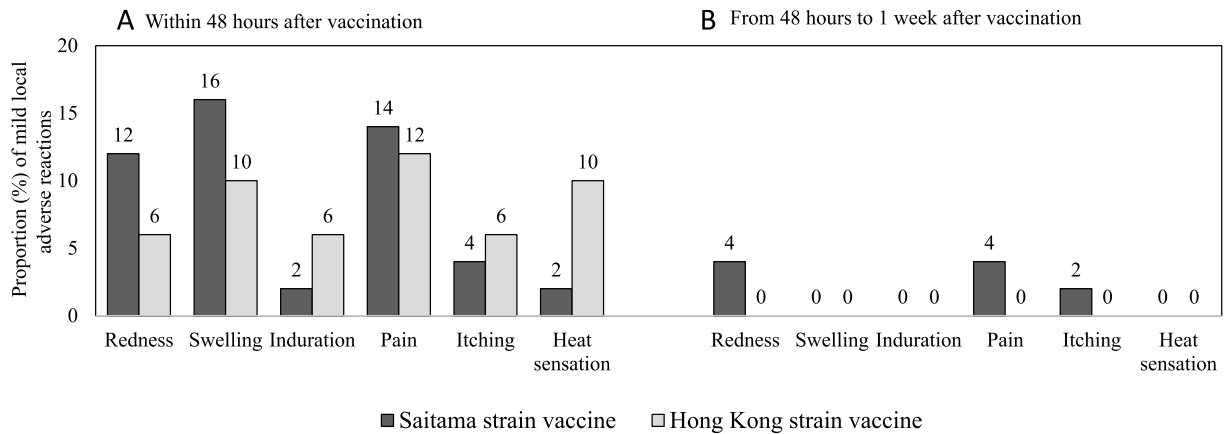 A Within 48 hours after vaccination
B From 48 hours to 1 week after vaccination
Proportion (%) of mild local
adverse reactions
20
15
10
5
0
12 6 16 10 2 6 14 12 4 6 2 10
4 0 0 0 0 0 4 0 2 0 0 0
Redness Swelling Induration Pain Itching Heat
sensation
Redness Swelling Induration Pain Itching Heat
sensation
Saitama strain vaccine Hong Kong strain vaccine